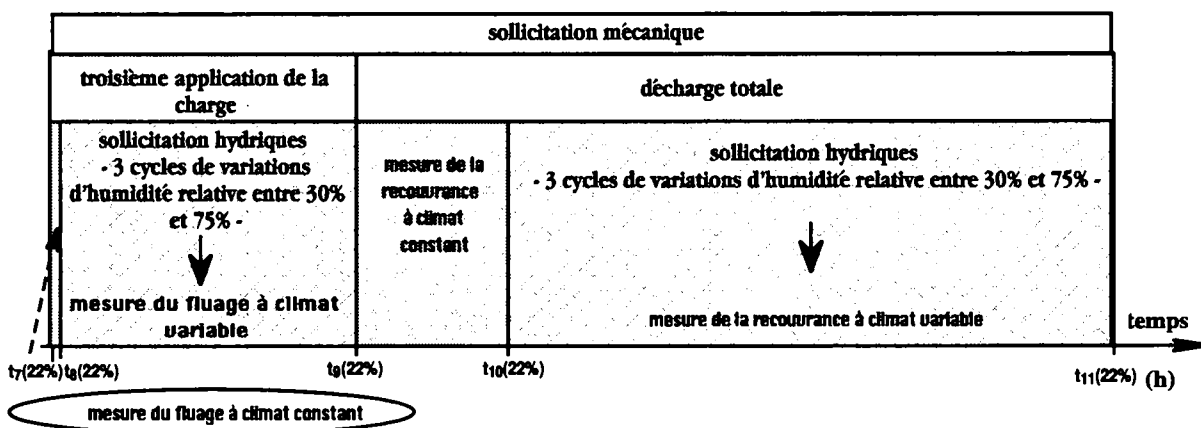 sollicitation mécanique
troisième application de la
charge
décharge totale
sollicitation hydriques
- 3 cycles de variations
d'humidité relative entre 30%
et 75% -
mesure du fluage à climat
variable
mesure de la
recouvrance
à climat
constant
sollicitation hydriques
- 3 cycles de variations d'humidité relative entre 30% et 75% -
mesure de la recouvrance à climat variable
temps
t7(22%) t8(22%) t9(22%) t10(22%) t11(22%) (h)
mesure du fluage à climat constant